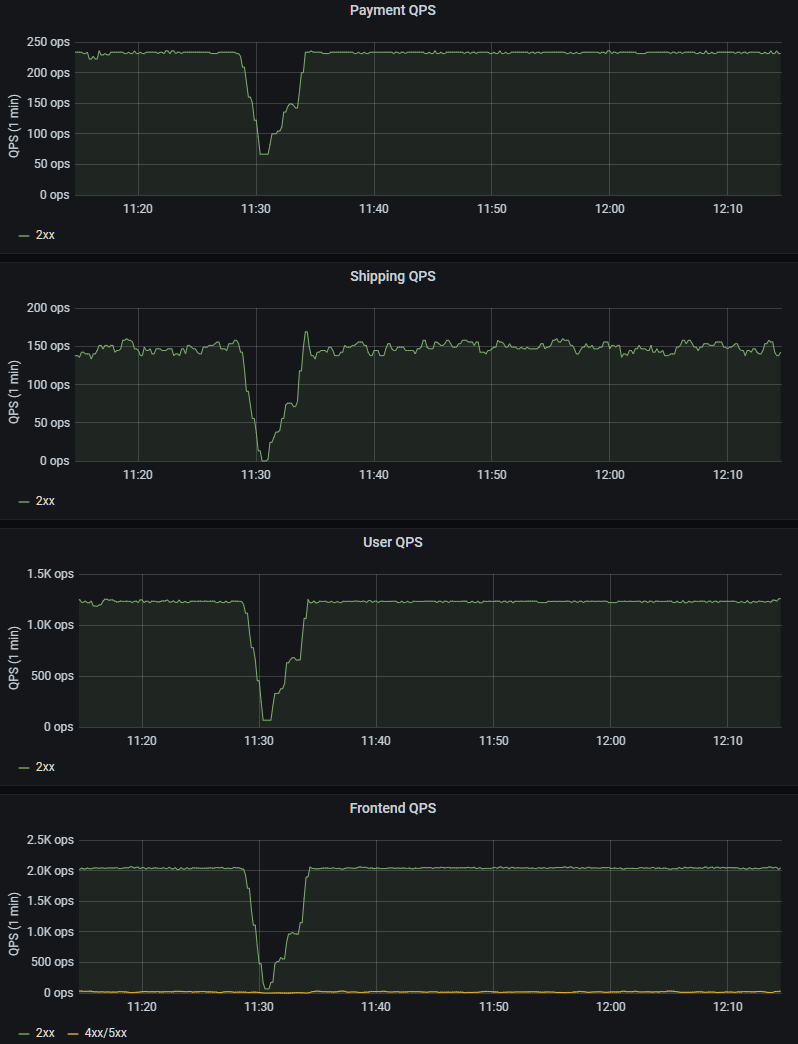 Payment QPS
QPS (1 min)
250 ops
200 ops
150 ops
100 ops
50 ops
0 ops
11:20 11:30 11:40 11:50 12:00 12:10
2xx
Shipping QPS
QPS (1 min)
200 ops
150 ops
100 ops
50 ops
0 ops
11:20 11:30 11:40 11:50 12:00 12:10
2xx
User QPS
QPS (1 min)
1.5K ops
1.0K ops
500 ops
0 ops
11:20 11:30 11:40 11:50 12:00 12:10
2xx
Frontend QPS
QPS (1 min)
2.5K ops
2.0K ops
1.5K ops
1.0K ops
500 ops
0 ops
11:20 11:30 11:40 11:50 12:00 12:10
2xx 4xx/5xx